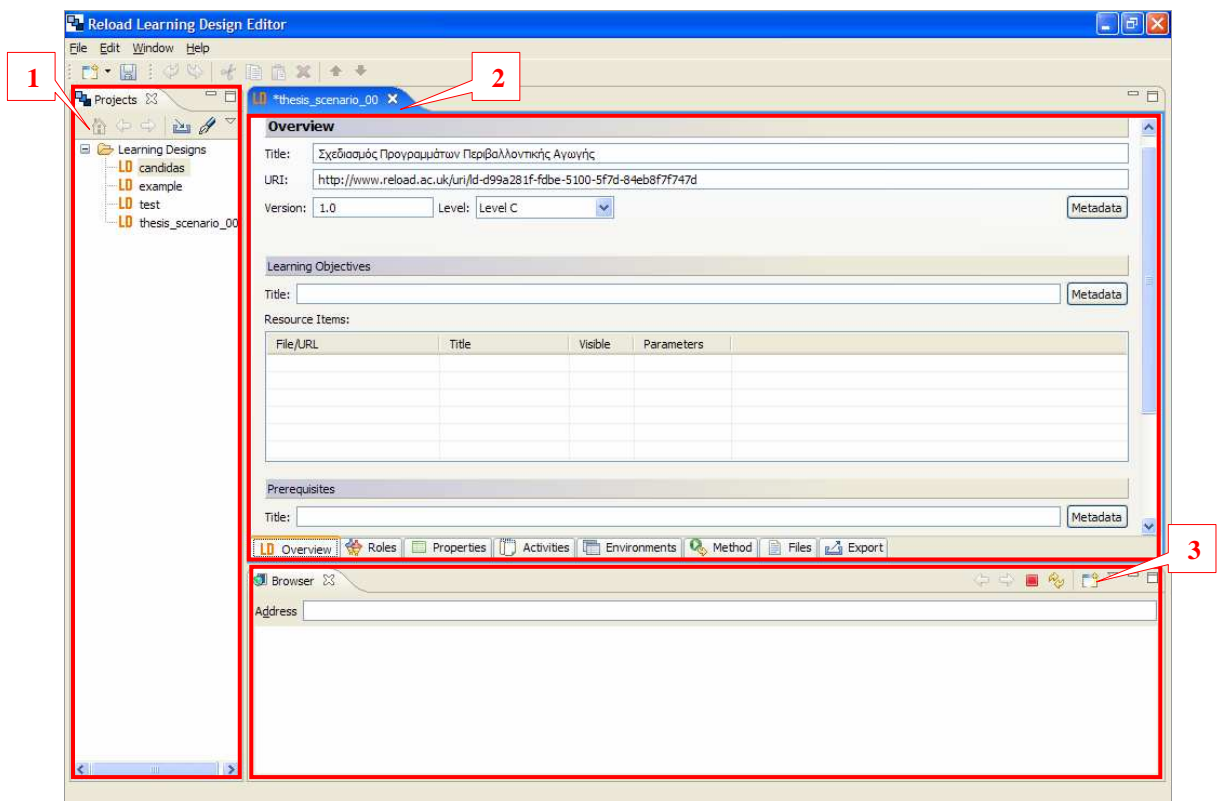 Reload Learning Design Editor
File Edit Window Help
1
2
Projects
*thesis_scenario_00
Learning Designs
LD candidas
LD example
LD test
LD thesis_scenario_00
Overview
Title: Σχεδιασμός Προγραμμάτων Περιβαλλοντικής Αγωγής
URI: http://www.reload.ac.uk/uri/ld-d99a281f-fdbe-5100-5f7d-84eb8f7f747d
Version: 1.0 Level: Level C Metadata
Learning Objectives
Title: Metadata
Resource Items:
File/URL Title Visible Parameters
Prerequisites
Title: Metadata
LD Overview Roles Properties Activities Environments Method Files Export
3
Browser
Address